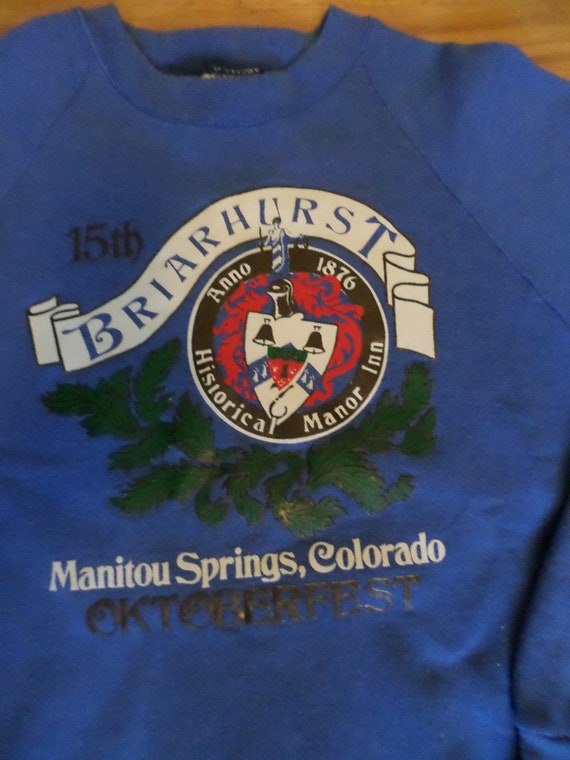 15th
BRIARHURST
Anno 1876
Historical Manor Inn
Manitou Springs, Colorado
OKTOBERFEST